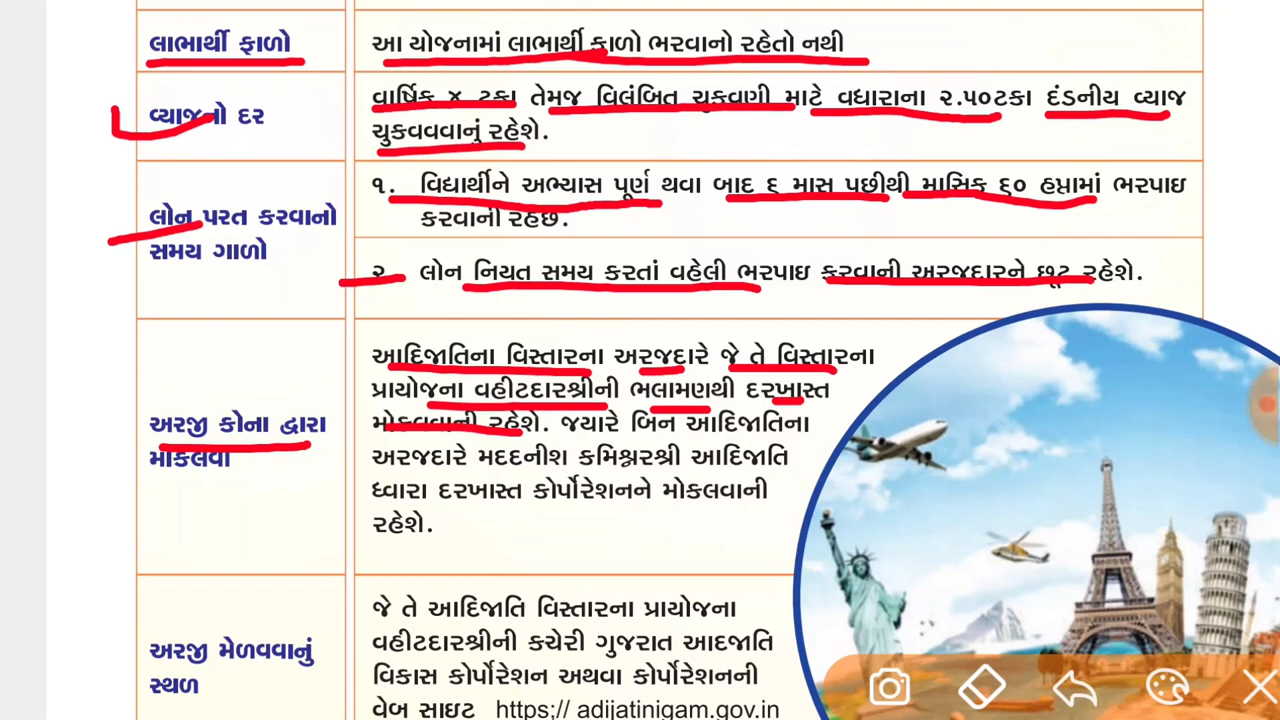 લાભાર્થી ફાળો
આ યોજનામાં લાભાર્થી ફાળો ભરવાનો રહેતો નથી
વ્યાજનો દર
વાર્ષિક ૪ ટકા તેમજ વિલંબિત ચુકવણી માટે વધારાના ૨.૫૦ટકા દંડનીય વ્યાજ
ચુકવવવાનું રહેશે.
લોન પરત કરવાનો
સમય ગાળો
૧. વિદ્યાર્થીને અભ્યાસ પૂર્ણ થવા બાદ ૬ માસ પછીથી માસિક ૬૦ હપ્તામાં ભરપાઇ
કરવાની રહેછે.
૨ લોન નિયત સમય કરતાં વહેલી ભરપાઇ કરવાની અરજદારને છૂટ રહેશે.
અરજી કોના દ્વારા
મોકલવી
આદિજાતિના વિસ્તારના અરજદારે જે તે વિસ્તારના
પ્રાયોજના વહીટદારશ્રીની ભલામણથી દરખાસ્ત
મોકલવાની રહેશે. જયારે બિન આદિજાતિના
અરજદારે મદદનીશ કમિશ્નરશ્રી આદિજાતિ
ધ્વારા દરખાસ્ત કોર્પોરેશનને મોકલવાની
રહેશે.
અરજી મેળવવાનું
સ્થળ
જે તે આદિજાતિ વિસ્તારના પ્રાયોજના
વહીટદારશ્રીની કચેરી ગુજરાત આદજાતિ
વિકાસ કોર્પોરેશન અથવા કોર્પોરેશનની
વેબ સાઇટ https;// adijatinigam.gov.in